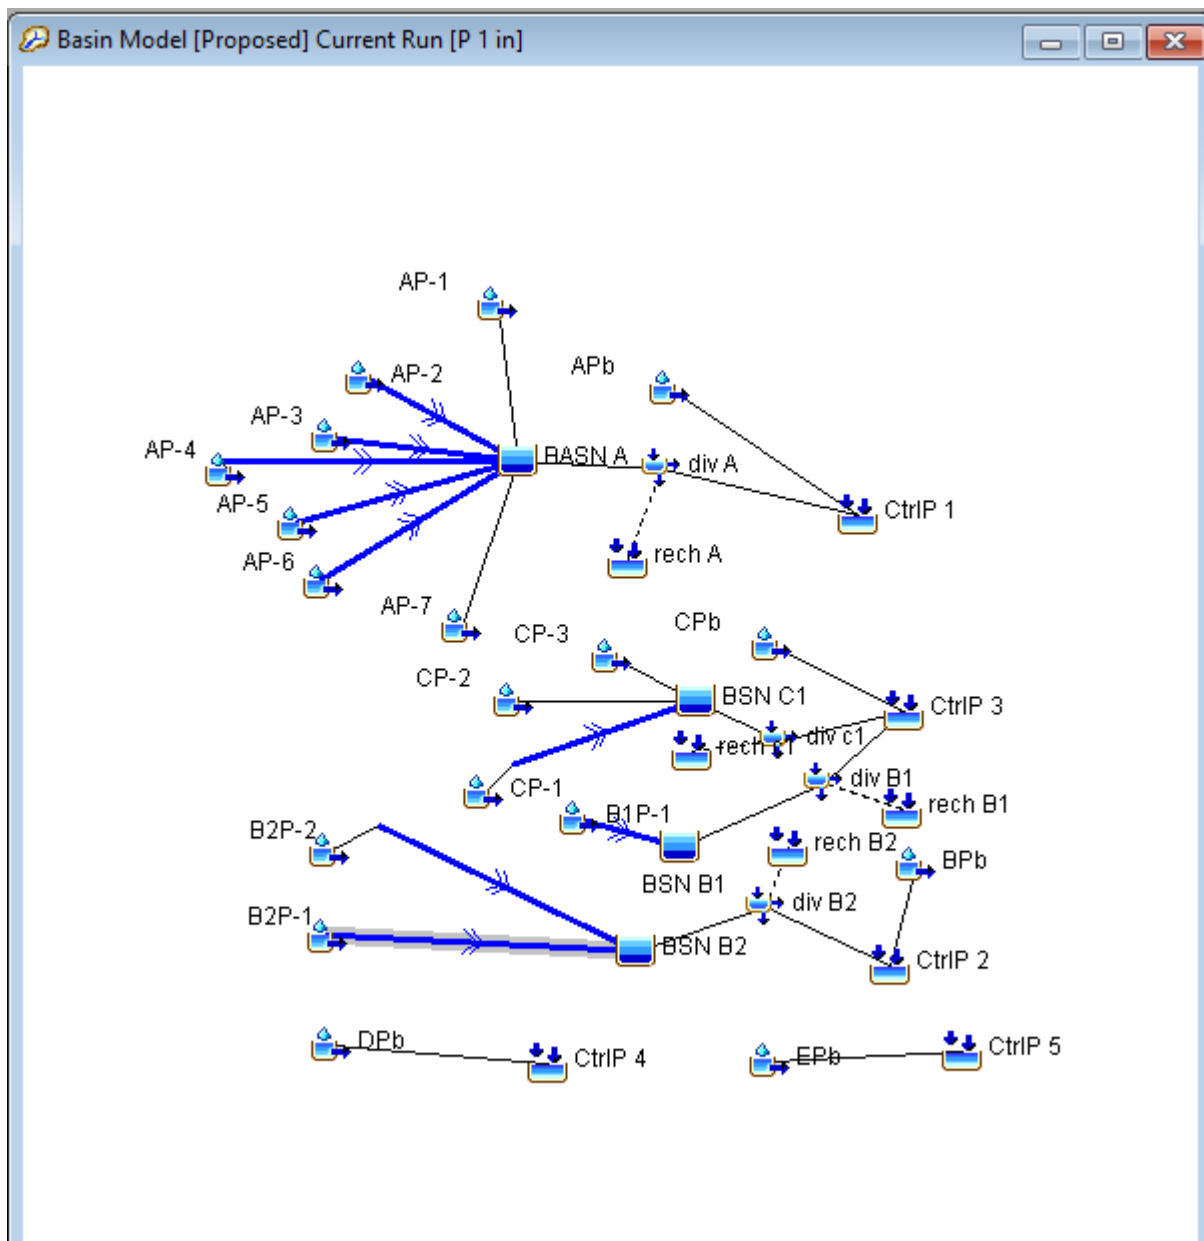 Basin Model [Proposed] Current Run [P 1 in]
AP-1
AP-2
APb
AP-3
AP-4
BASN A
div A
AP-5
CtrlP 1
AP-6
rech A
AP-7
CP-3
CPb
CP-2
BSN C1
CtrlP 3
rech c1
div c1
CP-1
div B1
B1P-1
rech B1
B2P-2
rech B2
BPb
BSN B1
div B2
B2P-1
BSN B2
CtrlP 2
DPb
CtrlP 4
EPb
CtrlP 5